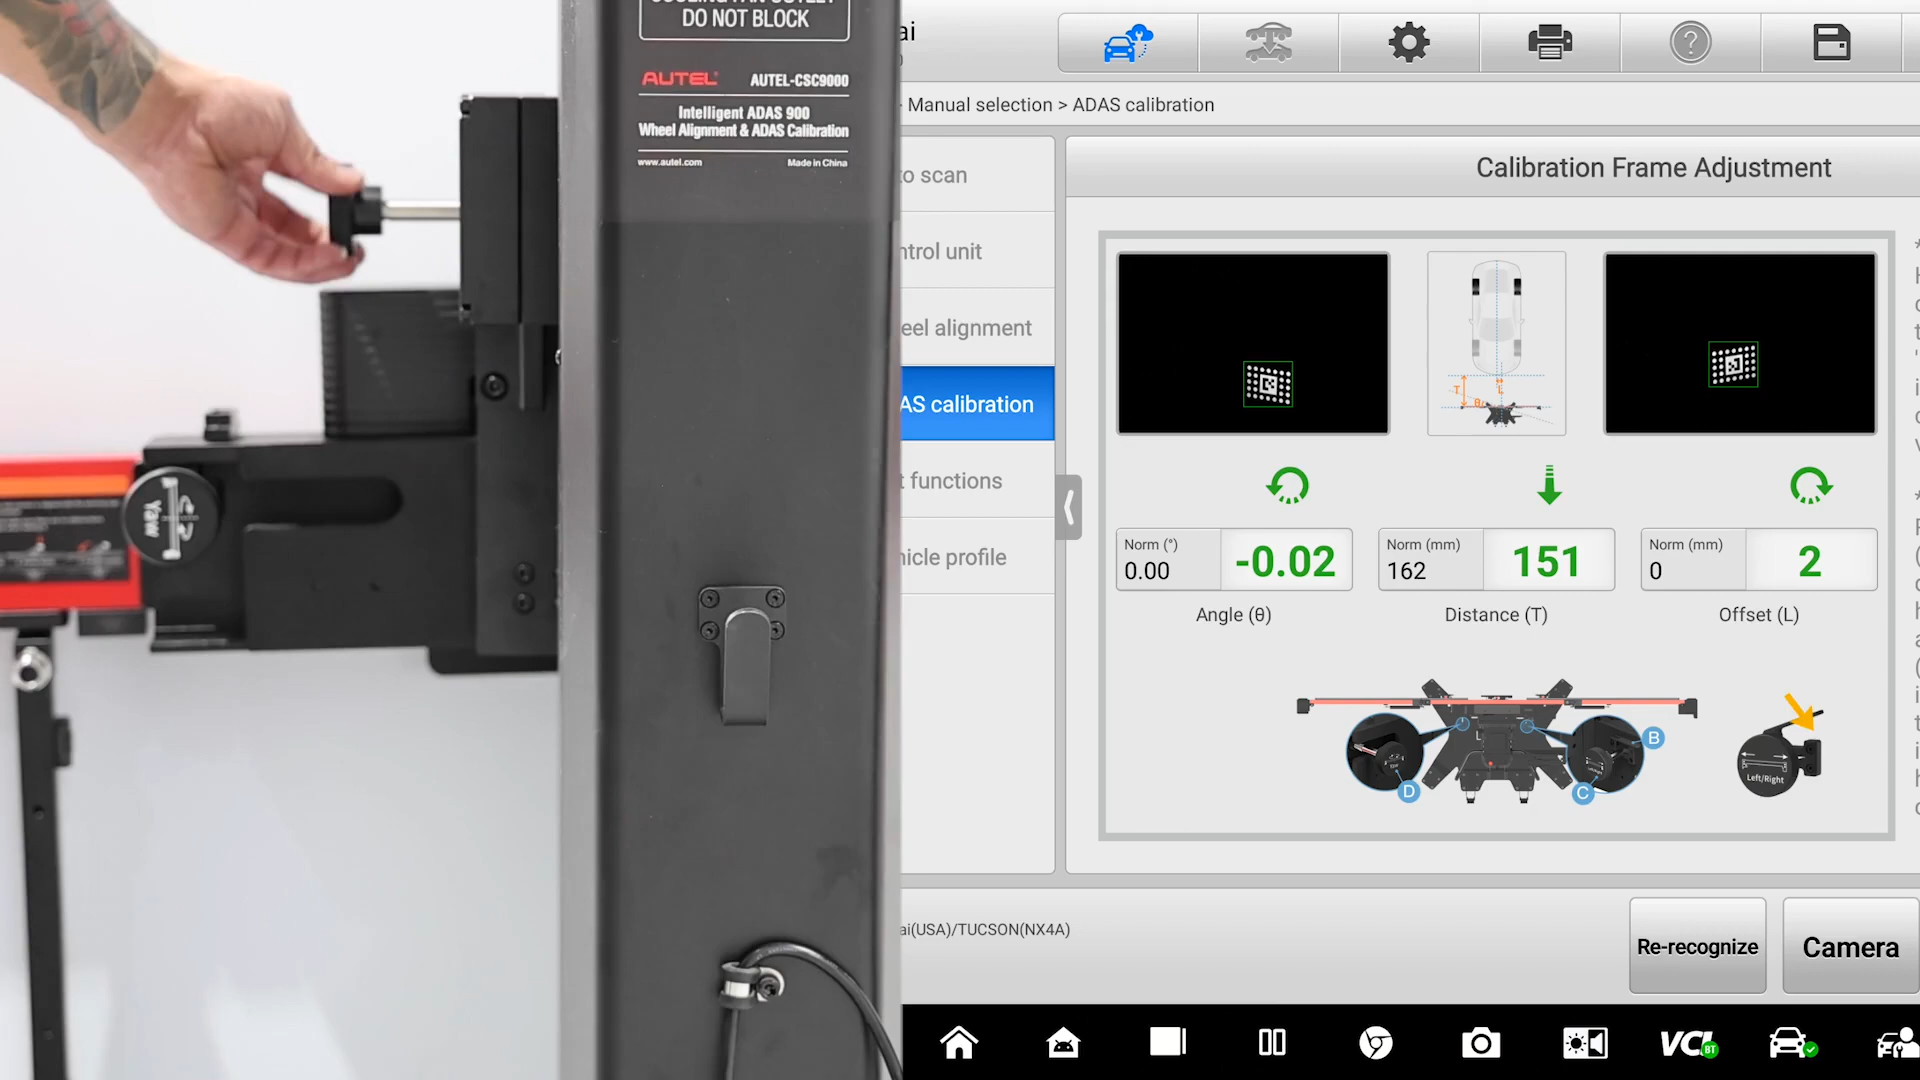 DO NOT BLOCK
AUTEL AUTEL-CSC9000
Intelligent ADAS 900
Wheel Alignment & ADAS Calibration
www.autel.com Made in China
Yaw
ai
Manual selection > ADAS calibration
to scan
ntrol unit
eel alignment
AS calibration
t functions
hicle profile
Calibration Frame Adjustment
T
L
θ
Norm (°)
0.00
-0.02
Angle (θ)
Norm (mm)
162
151
Distance (T)
Norm (mm)
0
2
Offset (L)
L
B
D
C
Left/Right
ai(USA)/TUCSON(NX4A)
Re-recognize
Camera
VCI
BT